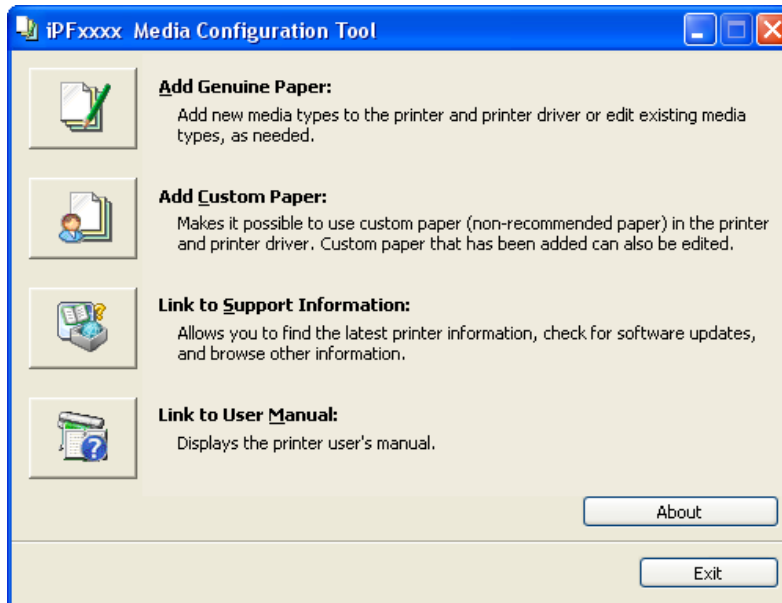 iPFxxxx Media Configuration Tool
Add Genuine Paper:
Add new media types to the printer and printer driver or edit existing media
types, as needed.
Add Custom Paper:
Makes it possible to use custom paper (non-recommended paper) in the printer
and printer driver. Custom paper that has been added can also be edited.
Link to Support Information:
Allows you to find the latest printer information, check for software updates,
and browse other information.
Link to User Manual:
Displays the printer user's manual.
About
Exit